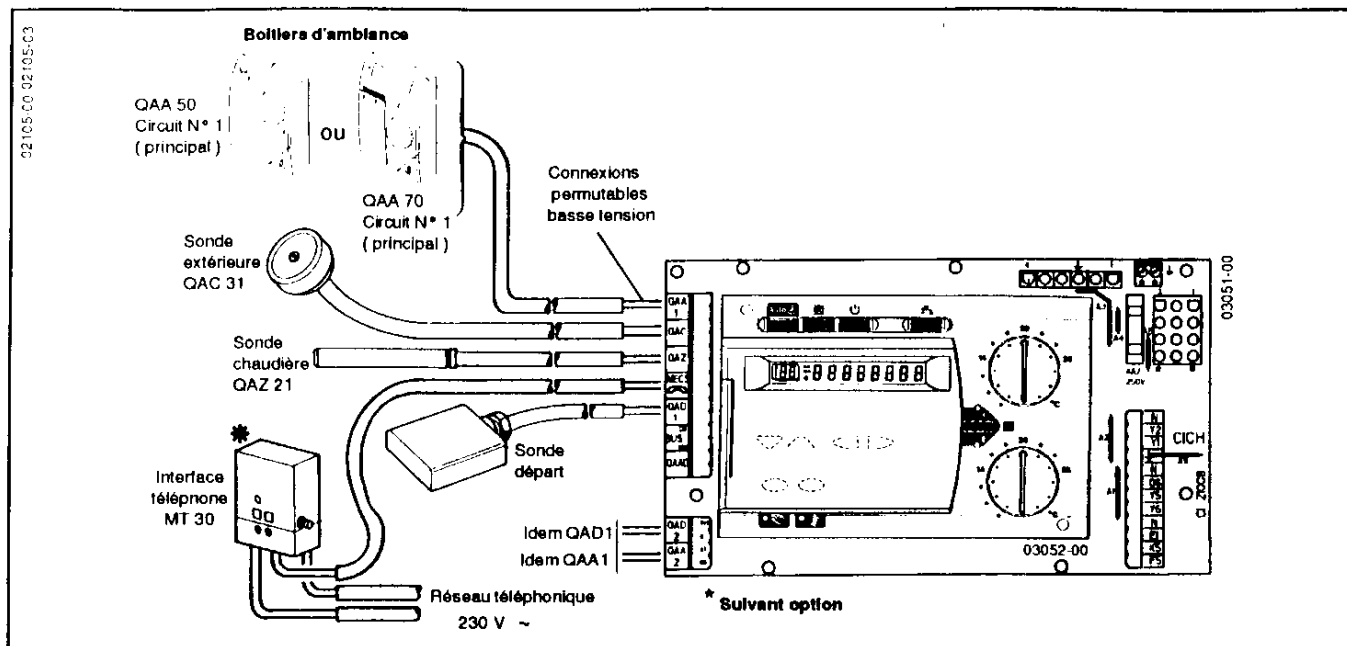 02105-00 02105-03
Boîtiers d'ambiance
QAA 50
Circuit N° 1
( principal )
ou
QAA 70
Circuit N° 1
( principal )
Connexions
permutables
basse tension
Sonde
extérieure
QAC 31
Sonde
chaudière
QAZ 21
*
Interface
téléphone
MT 30
Sonde
départ
QAA
1
QAC
QAZ
QAD
1
BUS
QAD
2
QAA
2
Idem QAD1
Idem QAA1
Réseau téléphonique
230 V ~
* Suivant option
03051-00
03052-00
CICH
250V
°C
°C